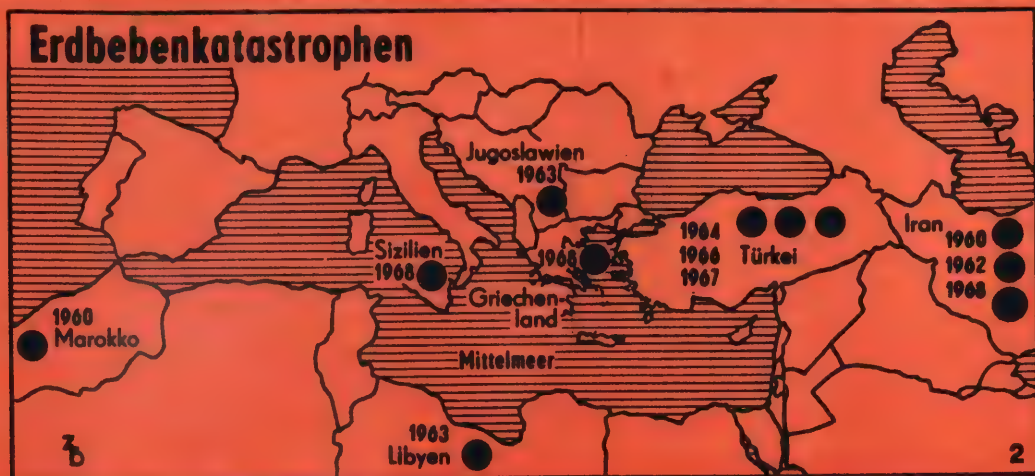 Erdbebenkatastrophen
Jugoslawien
1963
Sizilien
1968
1968
Griechen-
land
1964
1966
1967
Türkei
Iran
1960
1962
1968
1960
Marokko
Mittelmeer
1963
Libyen
2